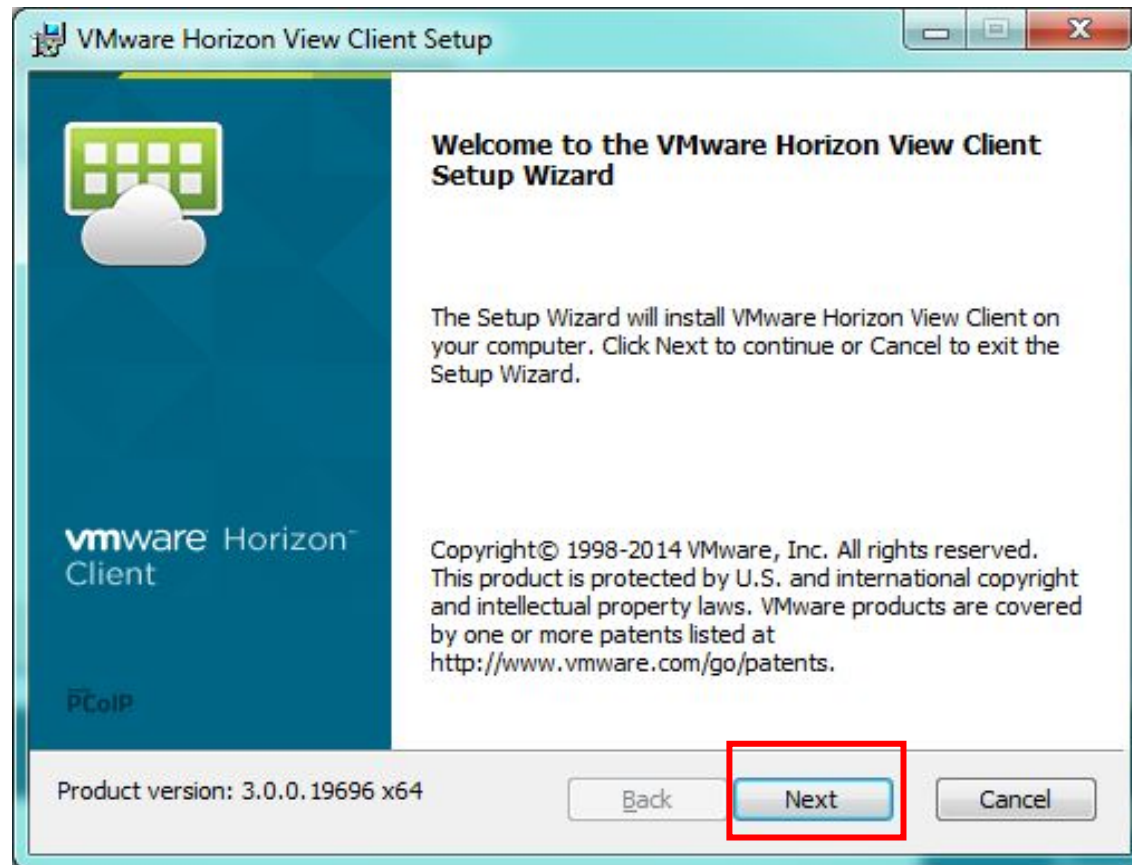 VMware Horizon View Client Setup
Welcome to the VMware Horizon View Client
Setup Wizard
The Setup Wizard will install VMware Horizon View Client on
your computer. Click Next to continue or Cancel to exit the
Setup Wizard.
vmware Horizon™
Client
Copyright© 1998-2014 VMware, Inc. All rights reserved.
This product is protected by U.S. and international copyright
and intellectual property laws. VMware products are covered
by one or more patents listed at
http://www.vmware.com/go/patents.
PCoIP
Product version: 3.0.0.19696 x64
Back
Next
Cancel